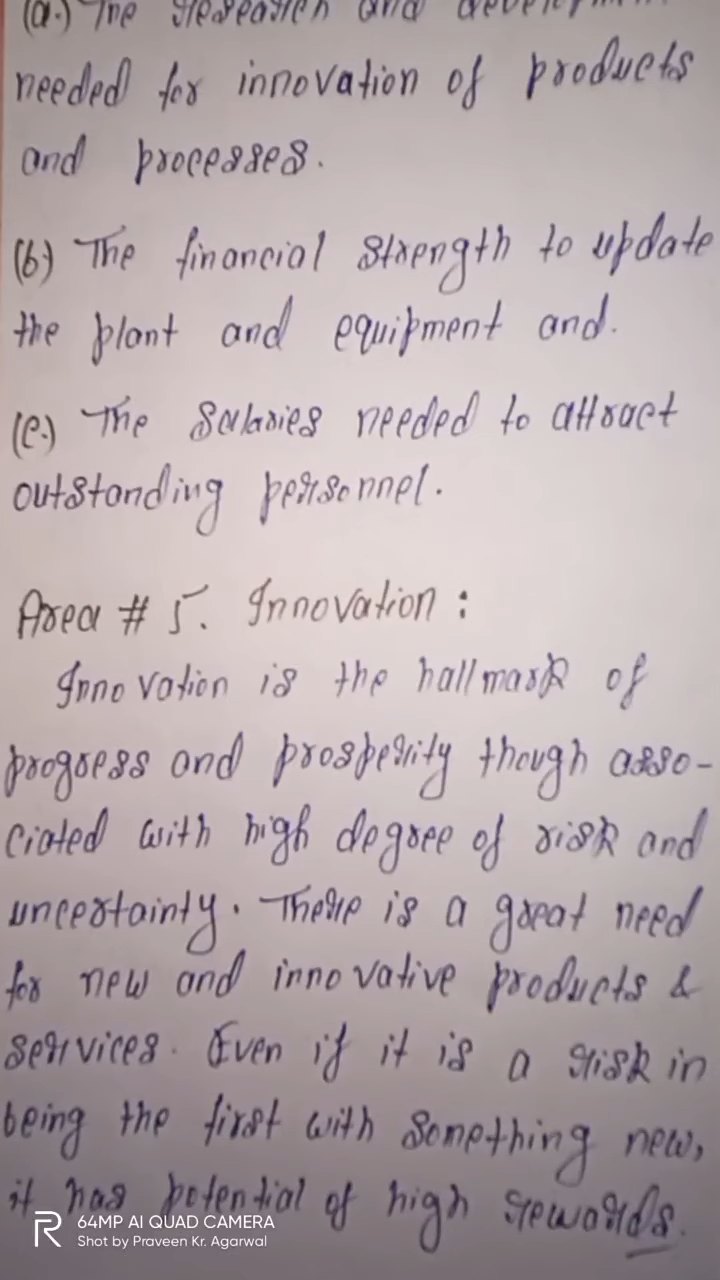 (a.) The research and development
needed for innovation of products
and processes.
(b.) The financial strength to update
the plant and equipment and.
(c.) The Salaries needed to attract
outstanding personnel.
Area # 5. Innovation :
Innovation is the hallmark of
progress and prosperity though asso-
ciated with high degree of risk and
uncertainty. There is a great need
for new and innovative products &
services. Even if it is a risk in
being the first with something new,
it has potential of high rewards.
R 64MP AI QUAD CAMERA
Shot by Praveen Kr. Agarwal